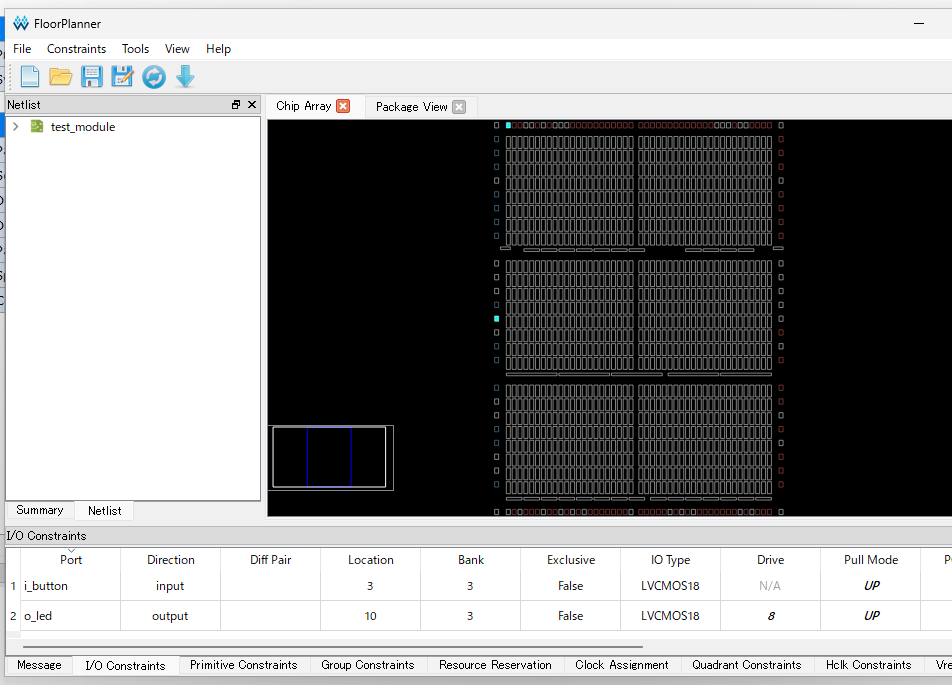 FloorPlanner
File Constraints Tools View Help
Netlist
Chip Array Package View
test_module
Summary Netlist
I/O Constraints
Port Direction Diff Pair Location Bank Exclusive IO Type Drive Pull Mode
1 i_button input 3 3 False LVCMOS18 N/A UP
2 o_led output 10 3 False LVCMOS18 8 UP
Message I/O Constraints Primitive Constraints Group Constraints Resource Reservation Clock Assignment Quadrant Constraints Hclk Constraints